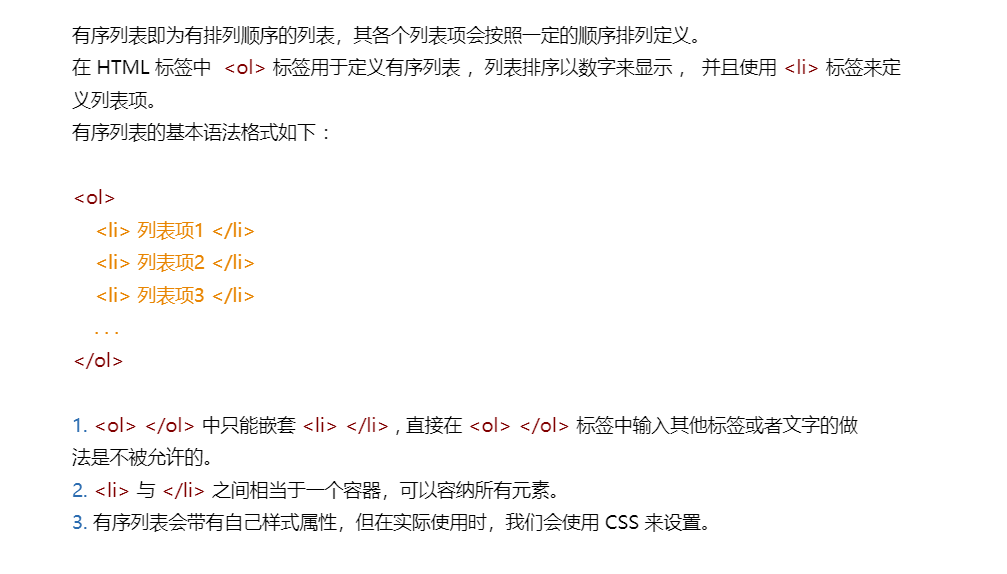 有序列表即为有排列顺序的列表，其各个列表项会按照一定的顺序排列定义。
在 HTML 标签中 <ol> 标签用于定义有序列表 ，列表排序以数字来显示 ， 并且使用 <li> 标签来定
义列表项。
有序列表的基本语法格式如下 ：
<ol>
<li> 列表项1 </li>
<li> 列表项2 </li>
<li> 列表项3 </li>
. . .
</ol>
1. <ol> </ol> 中只能嵌套 <li> </li> , 直接在 <ol> </ol> 标签中输入其他标签或者文字的做
法是不被允许的。
2. <li> 与 </li> 之间相当于一个容器，可以容纳所有元素。
3. 有序列表会带有自己样式属性，但在实际使用时，我们会使用 CSS 来设置。